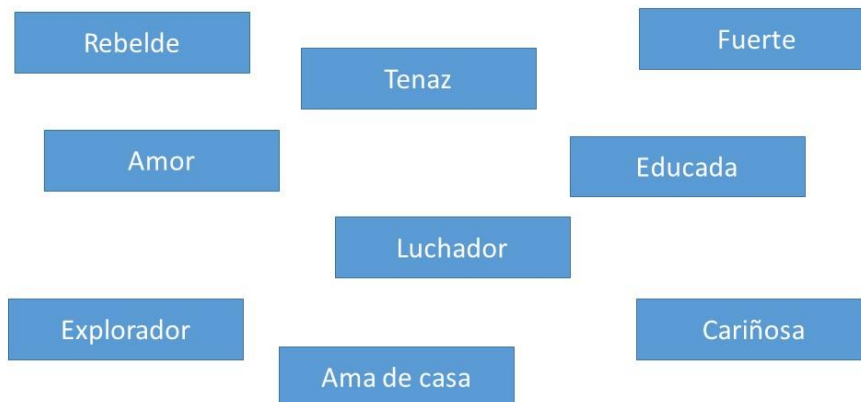 Rebelde
Fuerte
Tenaz
Amor
Educada
Luchador
Explorador
Cariñosa
Ama de casa